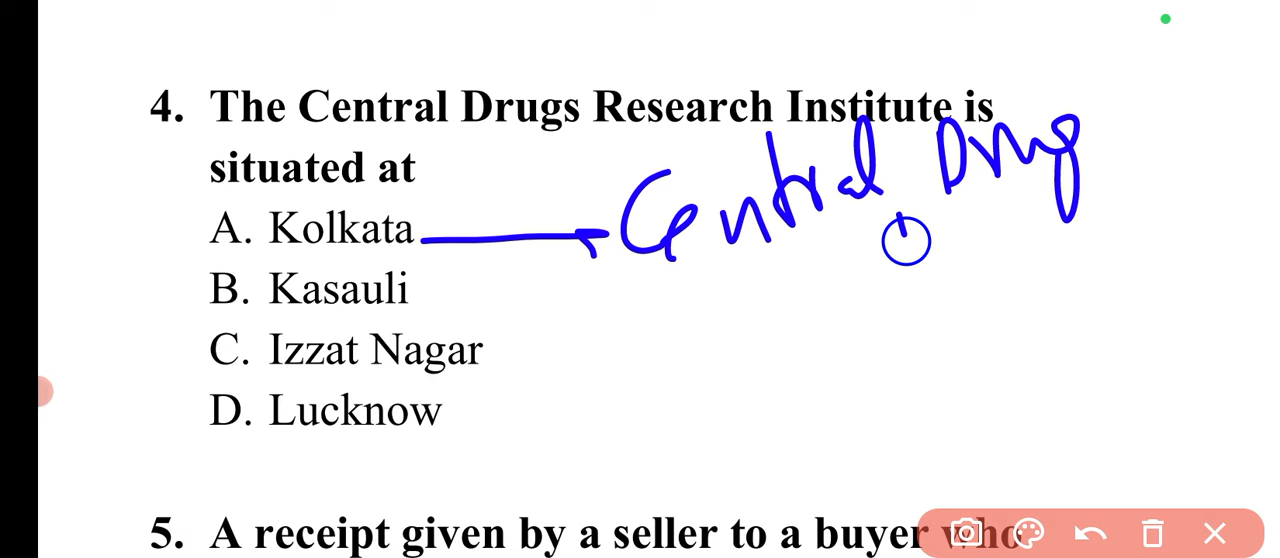 4. The Central Drugs Research Institute is
situated at
A. Kolkata → Central Drug
B. Kasauli
C. Izzat Nagar
D. Lucknow
5. A receipt given by a seller to a buyer who